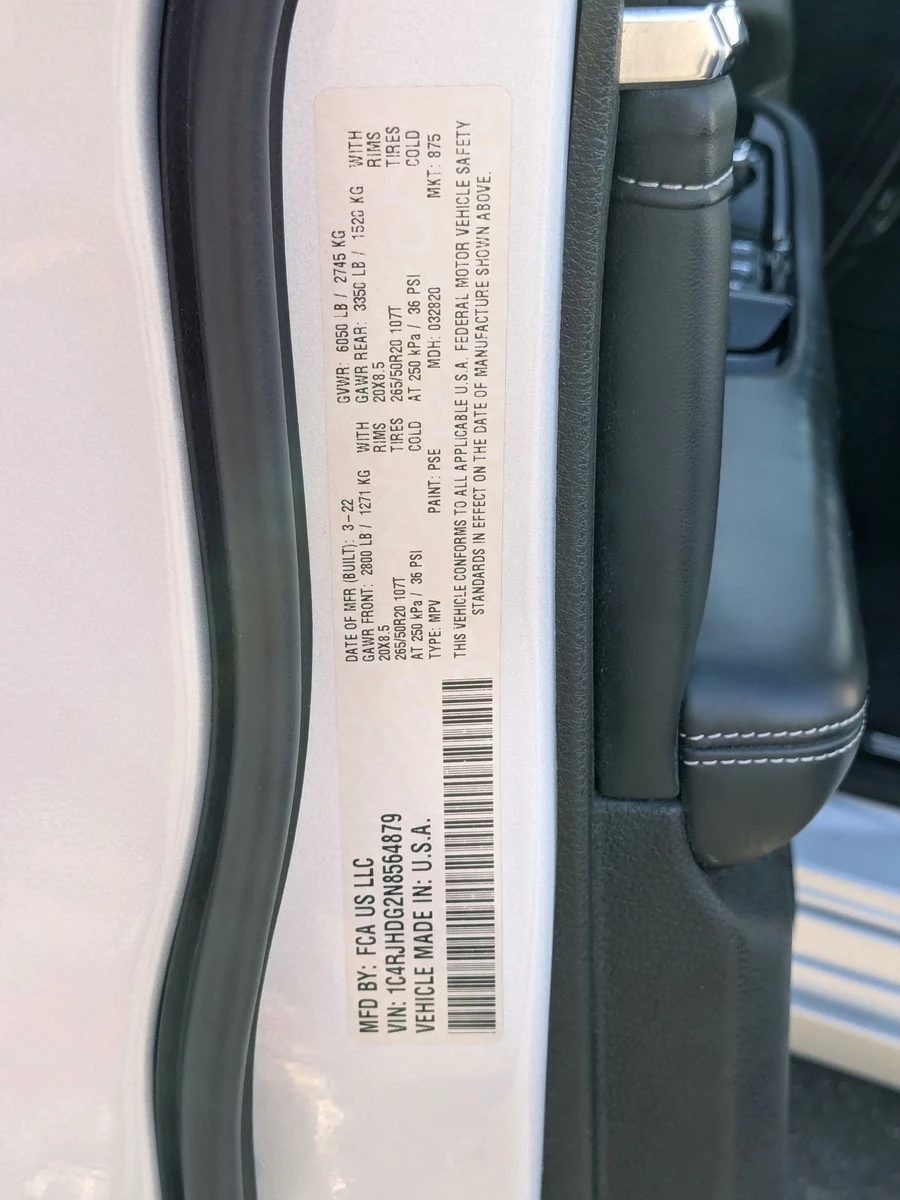 MFD BY: FCA US LLC
VIN: 1C4RJHDG2N8564879
VEHICLE MADE IN: U.S.A.
DATE OF MFR (BUILT): 3-22 GVWR: 6050 LB / 2745 KG
GAWR FRONT: 2800 LB / 1271 KG WITH GAWR REAR: 3350 LB / 1520 KG WITH
20X8.5 RIMS 20X8.5 RIMS
265/50R20 107T TIRES 265/50R20 107T TIRES
AT 250 kPa / 36 PSI COLD AT 250 kPa / 36 PSI COLD
TYPE: MPV PAINT: PSE MDH: 032820 MKT: 875
THIS VEHICLE CONFORMS TO ALL APPLICABLE U.S.A. FEDERAL MOTOR VEHICLE SAFETY
STANDARDS IN EFFECT ON THE DATE OF MANUFACTURE SHOWN ABOVE.